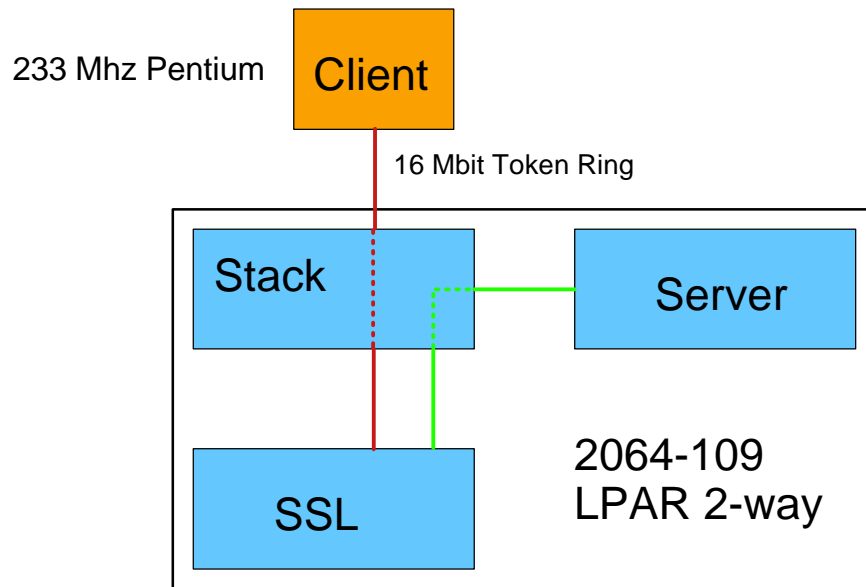 Client
233 Mhz Pentium
16 Mbit Token Ring
Stack
Server
SSL
2064-109
LPAR 2-way